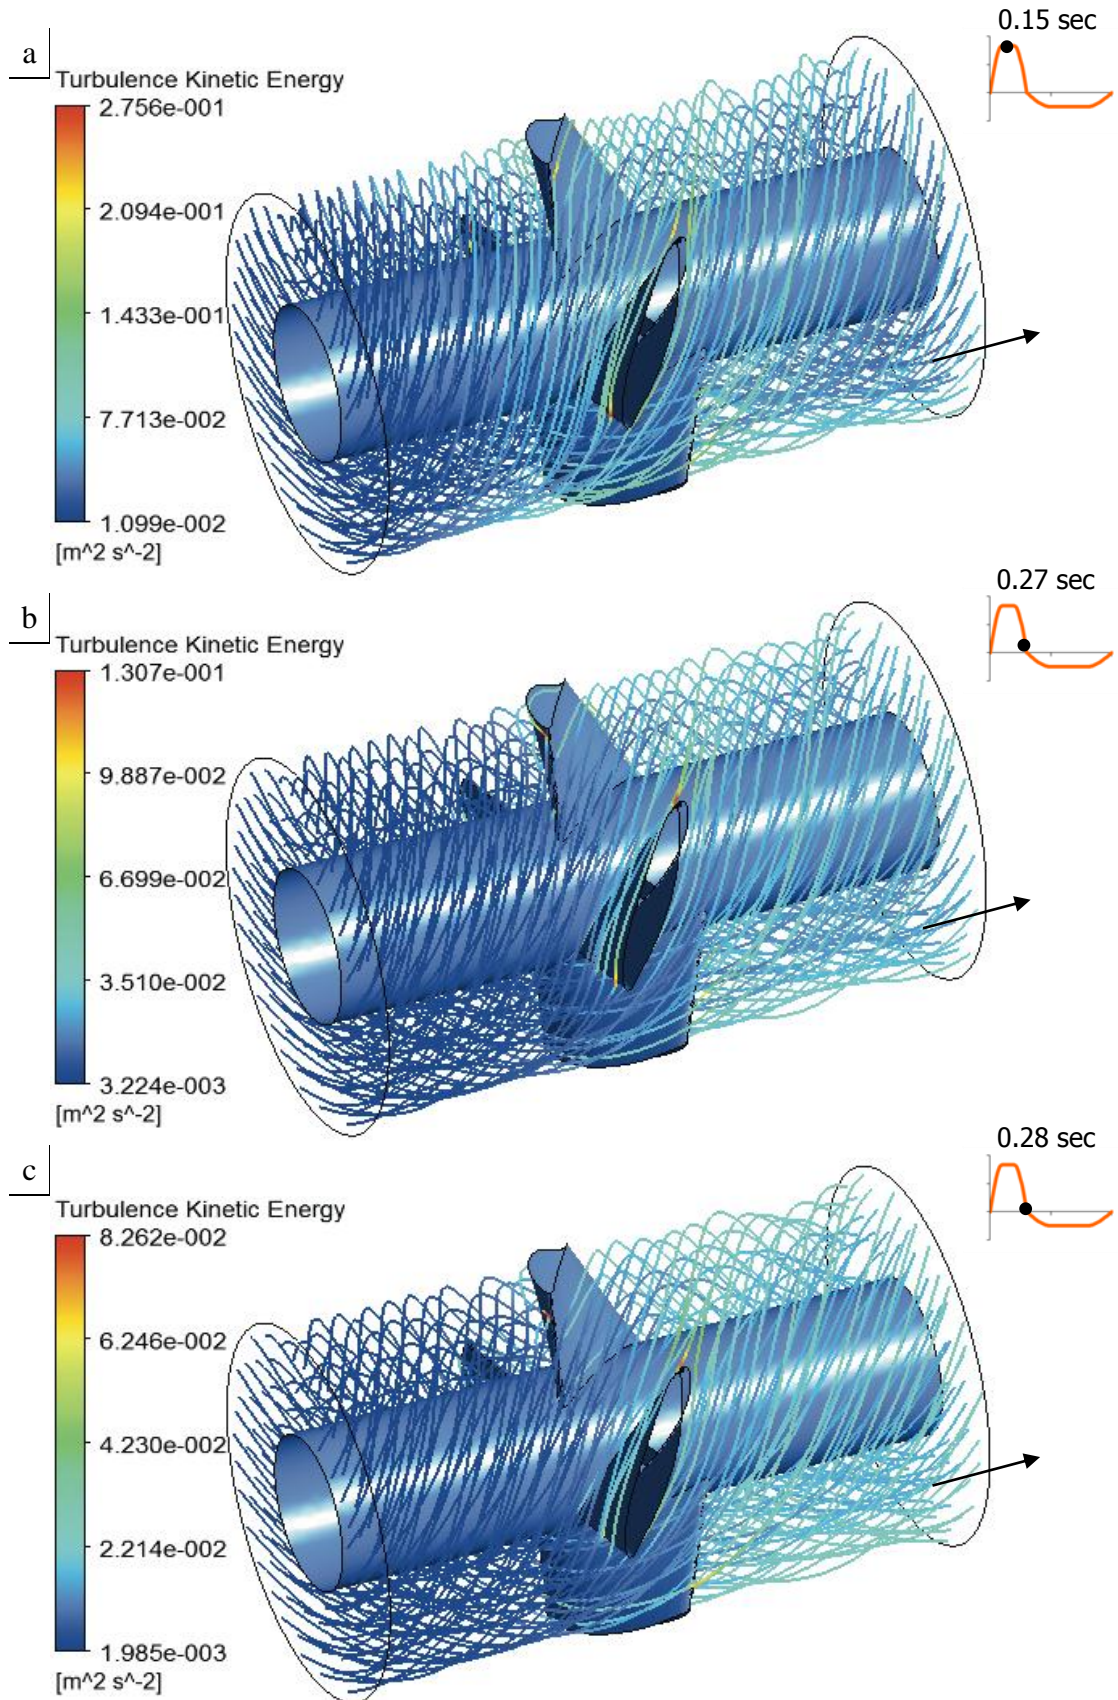 a
0.15 sec
Turbulence Kinetic Energy
2.756e-001
2.094e-001
1.433e-001
7.713e-002
1.099e-002
[m^2 s^-2]
b
0.27 sec
Turbulence Kinetic Energy
1.307e-001
9.887e-002
6.699e-002
3.510e-002
3.224e-003
[m^2 s^-2]
c
0.28 sec
Turbulence Kinetic Energy
8.262e-002
6.246e-002
4.230e-002
2.214e-002
1.985e-003
[m^2 s^-2]